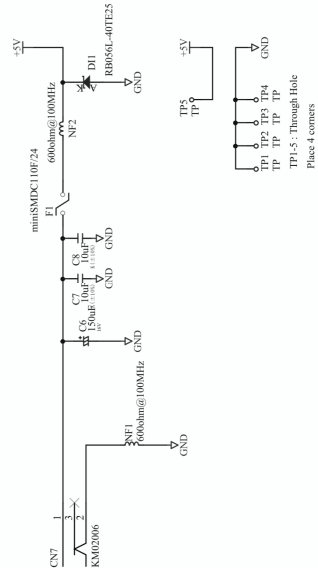 CN7
KM02006
1
3
2
NF1
600ohm@100MHz
GND
C6
150uF
16V
GND
C7
10uF
GND
C8
10uF
GND
F1
miniSMDC110F/24
NF2
600ohm@100MHz
DI1
RB056L-40TE25
K
A
GND
+5V
+5V
TP5
TP
GND
TP1
TP
TP2
TP
TP3
TP
TP4
TP
TP1-5 : Through Hole
Place 4 corners